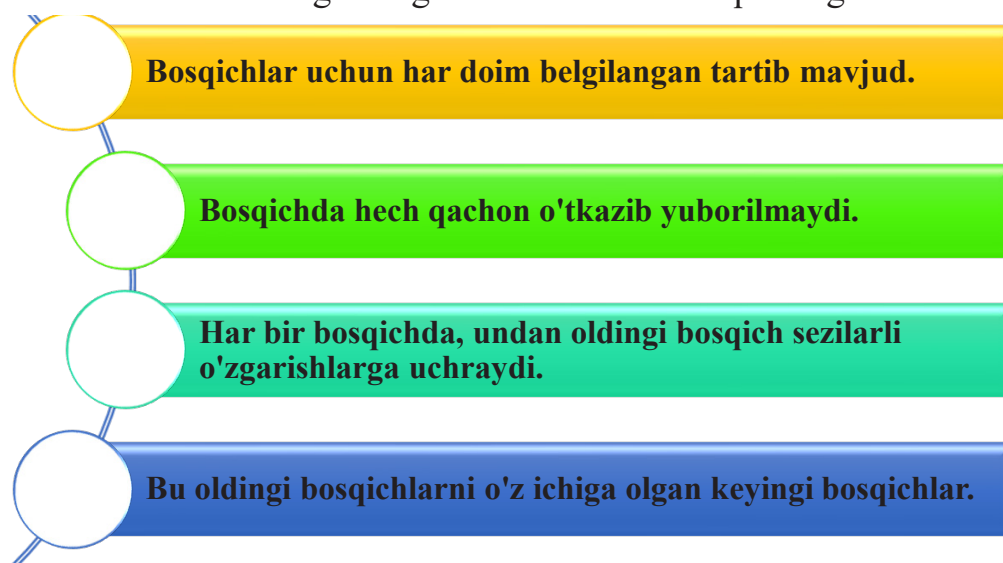 Bosqichlar uchun har doim belgilangan tartib mavjud.
Bosqichda hech qachon o'tkazib yuborilmaydi.
Har bir bosqichda, undan oldingi bosqich sezilarli
o'zgarishlarga uchraydi.
Bu oldingi bosqichlarni o'z ichiga olgan keyingi bosqichlar.